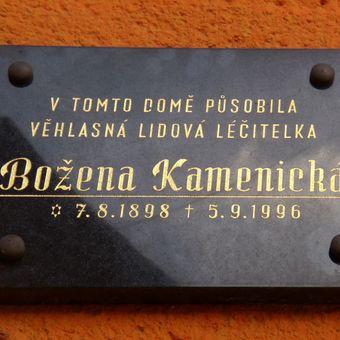 V TOMTO DOMĚ PŮSOBILA
VĚHLASNÁ LIDOVÁ LÉČITELKA
Božena Kamenická
✡ 7.8.1898 † 5.9.1996